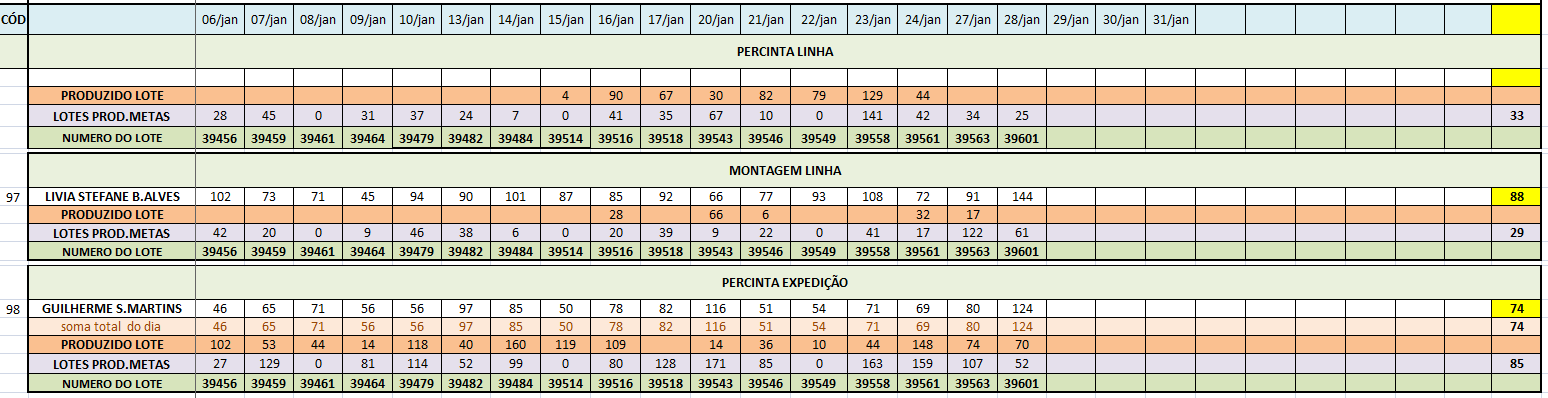 CÓD 06/jan 07/jan 08/jan 09/jan 10/jan 13/jan 14/jan 15/jan 16/jan 17/jan 20/jan 21/jan 22/jan 23/jan 24/jan 27/jan 28/jan 29/jan 30/jan 31/jan
PERCINTA LINHA
PRODUZIDO LOTE 4 90 67 30 82 79 129 44
LOTES PROD.METAS 28 45 0 31 37 24 7 0 41 35 67 10 0 141 42 34 25 33
NUMERO DO LOTE 39456 39459 39461 39464 39479 39482 39484 39514 39516 39518 39543 39546 39549 39558 39561 39563 39601
MONTAGEM LINHA
97 LIVIA STEFANE B.ALVES 102 73 71 45 94 90 101 87 85 92 66 77 93 108 72 91 144 88
PRODUZIDO LOTE 28 66 6 32 17
LOTES PROD.METAS 42 20 0 9 46 38 6 0 20 39 9 22 0 41 17 122 61 29
NUMERO DO LOTE 39456 39459 39461 39464 39479 39482 39484 39514 39516 39518 39543 39546 39549 39558 39561 39563 39601
PERCINTA EXPEDIÇÃO
98 GUILHERME S.MARTINS 46 65 71 56 56 97 85 50 78 82 116 51 54 71 69 80 124 74
soma total do dia 46 65 71 56 56 97 85 50 78 82 116 51 54 71 69 80 124 74
PRODUZIDO LOTE 102 53 44 14 118 40 160 119 109 14 36 10 44 148 74 70
LOTES PROD.METAS 27 129 0 81 114 52 99 0 80 128 171 85 0 163 159 107 52 85
NUMERO DO LOTE 39456 39459 39461 39464 39479 39482 39484 39514 39516 39518 39543 39546 39549 39558 39561 39563 39601